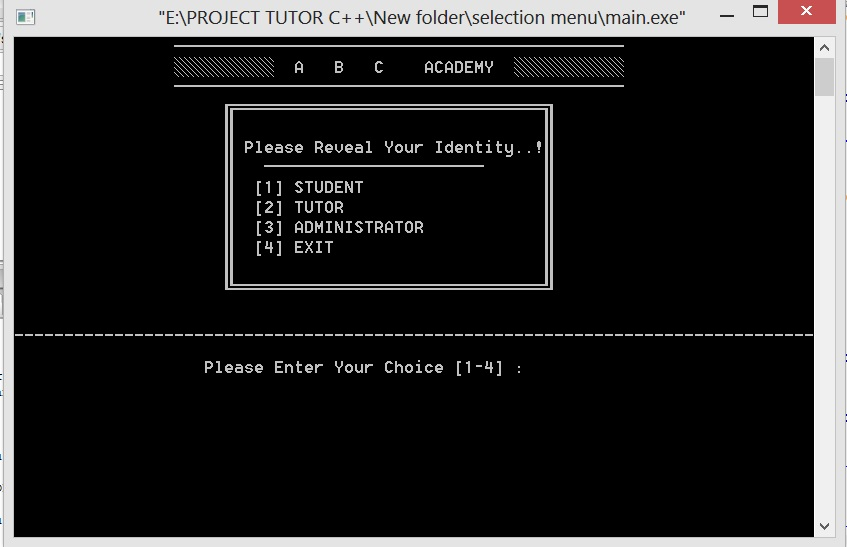 "E:\PROJECT TUTOR C++\New folder\selection menu\main.exe"
A B C ACADEMY
Please Reveal Your Identity..!
[1] STUDENT
[2] TUTOR
[3] ADMINISTRATOR
[4] EXIT
Please Enter Your Choice [1-4] :